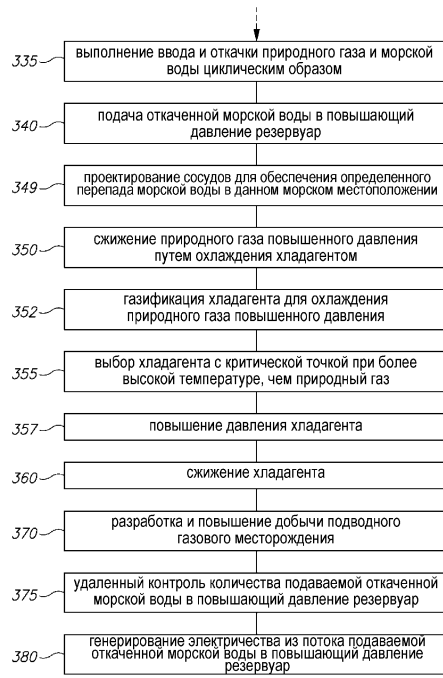 335
выполнение ввода и откачки природного газа и морской
воды циклическим образом
340
подача откаченной морской воды в повышающий
давление резервуар
349
проектирование сосудов для обеспечения определенного
перепада морской воды в данном морском местоположении
350
сжижение природного газа повышенного давления
путем охлаждения хладагентом
352
газификация хладагента для охлаждения
природного газа повышенного давления
355
выбор хладагента с критической точкой при более
высокой температуре, чем природный газ
357
повышение давления хладагента
360
сжижение хладагента
370
разработка и повышение добычи подводного
газового месторождения
375
удаленный контроль количества из подаваемой откаченной
морской воды в повышающий давление резервуар
380
генерирование электричества из потока подаваемой
откаченной морской воды в повышающий давление
резервуар